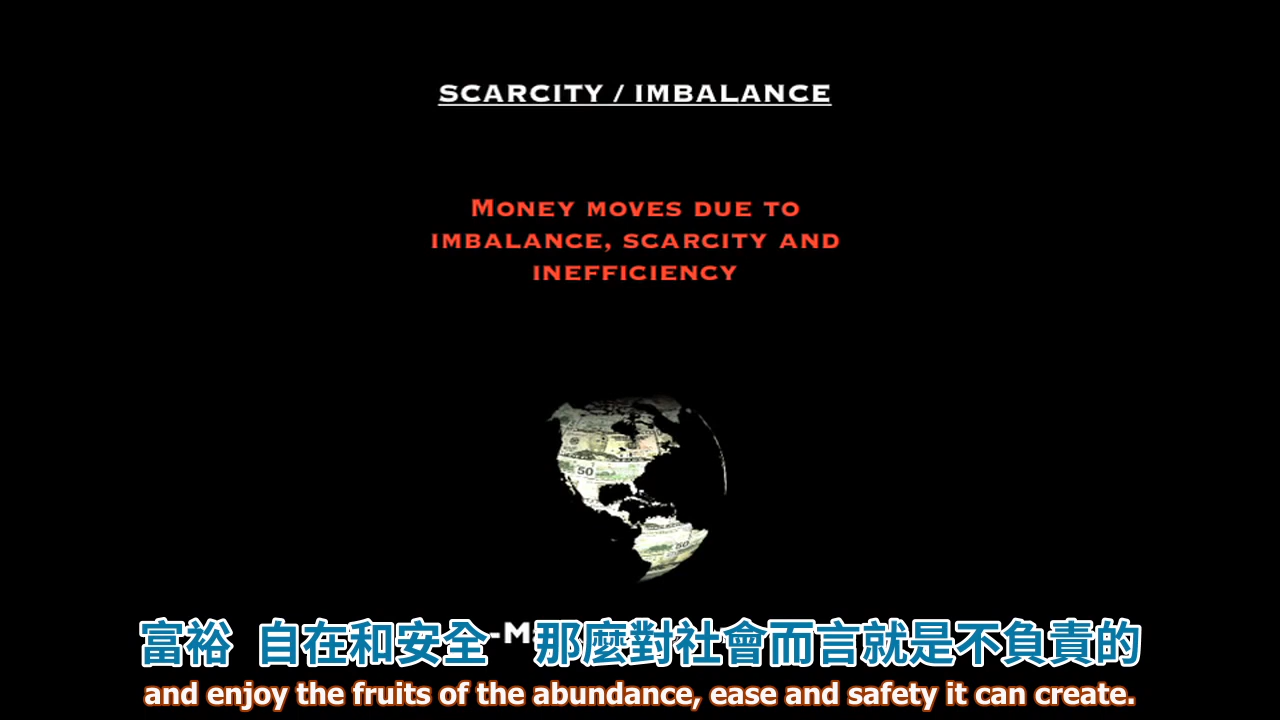 SCARCITY / IMBALANCE
MONEY MOVES DUE TO
IMBALANCE, SCARCITY AND
INEFFICIENCY
50
50
富裕 自在和安全 那麼對社會而言就是不負責的
and enjoy the fruits of the abundance, ease and safety it can create.